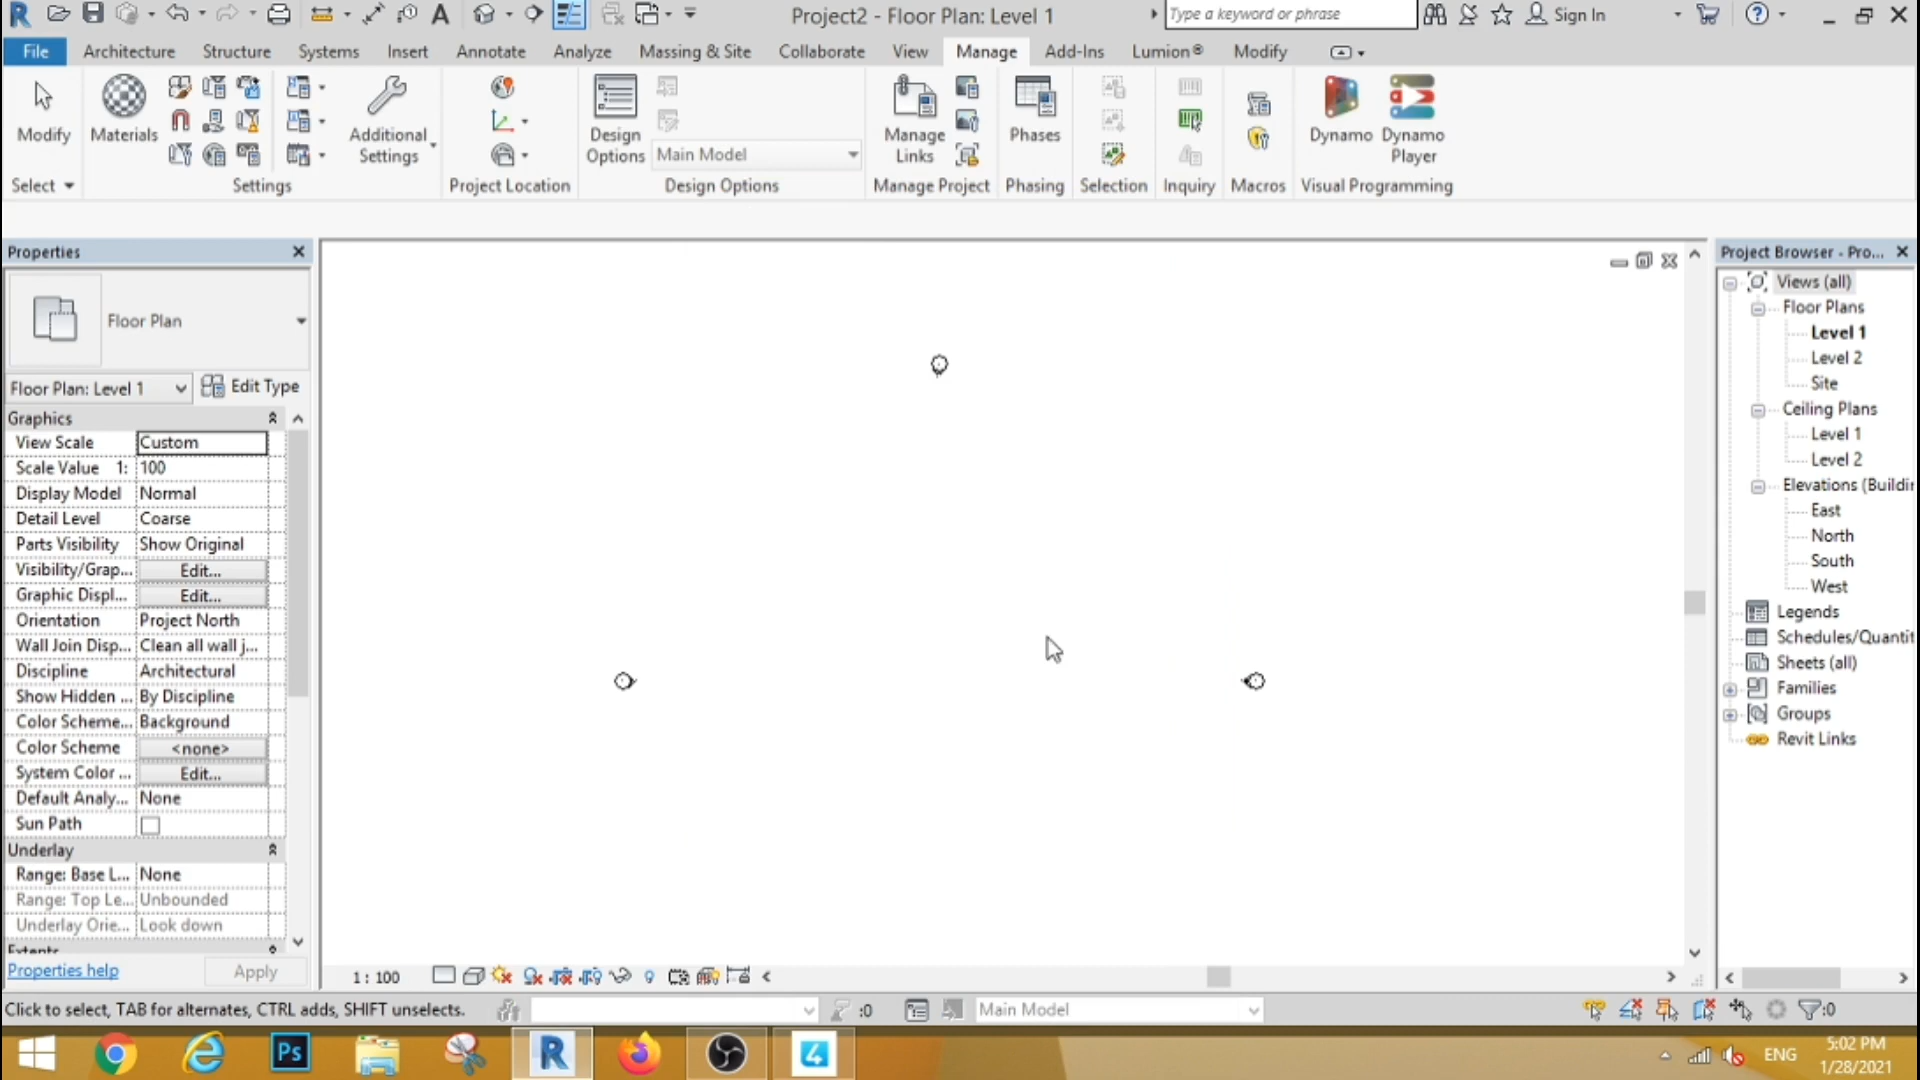 Project2 - Floor Plan: Level 1
Type a keyword or phrase
Sign In
File Architecture Structure Systems Insert Annotate Analyze Massing & Site Collaborate View Manage Add-Ins Lumion® Modify
Modify
Materials
Additional Settings
Design Options
Main Model
Manage Links
Phases
Dynamo
Dynamo Player
Select
Settings
Project Location
Design Options
Manage Project
Phasing
Selection
Inquiry
Macros
Visual Programming
Properties
Floor Plan
Floor Plan: Level 1
Edit Type
Graphics
View Scale Custom
Scale Value 1: 100
Display Model Normal
Detail Level Coarse
Parts Visibility Show Original
Visibility/Grap... Edit...
Graphic Displ... Edit...
Orientation Project North
Wall Join Disp... Clean all wall j...
Discipline Architectural
Show Hidden ... By Discipline
Color Scheme... Background
Color Scheme <none>
System Color ... Edit...
Default Analy... None
Sun Path
Underlay
Range: Base L... None
Range: Top Le... Unbounded
Underlay Orie... Look down
Extents
Properties help
Apply
1 : 100
Project Browser - Pro...
Views (all)
Floor Plans
Level 1
Level 2
Site
Ceiling Plans
Level 1
Level 2
Elevations (Buildir
East
North
South
West
Legends
Schedules/Quantit
Sheets (all)
Families
Groups
Revit Links
Click to select, TAB for alternates, CTRL adds, SHIFT unselects.
:0
Main Model
:0
Ps
R
4
ENG
5:02 PM
1/28/2021